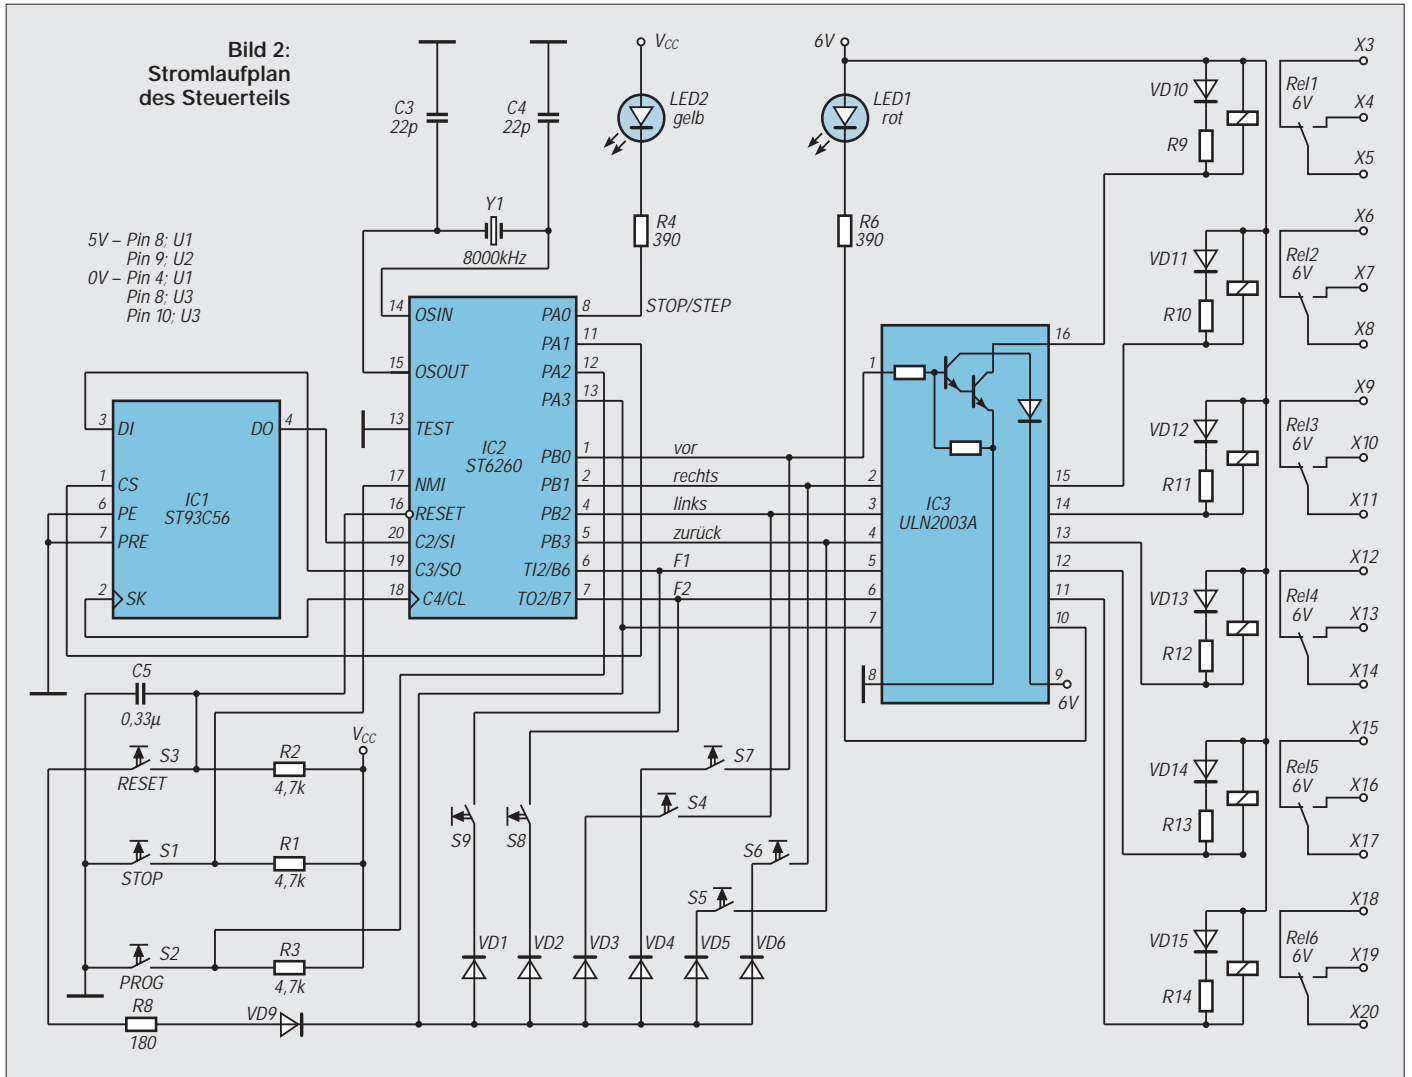 Bild 2:
Stromlaufplan
des Steuerteils
5V – Pin 8; U1
Pin 9; U2
0V – Pin 4; U1
Pin 8; U3
Pin 10; U3
C3
22p
C4
22p
Y1
8000kHz
VCC
LED2
gelb
R4
390
STOP/STEP
6V
LED1
rot
R6
390
IC1
ST93C56
3 DI
DO 4
1 CS
6 PE
7 PRE
2 SK
IC2
ST6260
14 OSIN
15 OSOUT
13 TEST
17 NMI
16 RESET
20 C2/SI
19 C3/SO
18 C4/CL
PA0 8
PA1 11
PA2 12
PA3 13
PB0 1 vor
PB1 2 rechts
PB2 4 links
PB3 5 zurück
TI2/B6 6 F1
TO2/B7 7 F2
IC3
ULN2003A
1
2
3
4
5
6
7
8
16
15
14
13
12
11
10
9
6V
C5
0,33µ
S3
RESET
R2
4,7k
VCC
S1
STOP
R1
4,7k
S2
PROG
R3
4,7k
R8
180
VD9
S9
S8
S7
S4
S6
S5
VD1
VD2
VD3
VD4
VD5
VD6
VD10
R9
Rel1
6V
X3
X4
X5
VD11
R10
Rel2
6V
X6
X7
X8
VD12
R11
Rel3
6V
X9
X10
X11
VD13
R12
Rel4
6V
X12
X13
X14
VD14
R13
Rel5
6V
X15
X16
X17
VD15
R14
Rel6
6V
X18
X19
X20